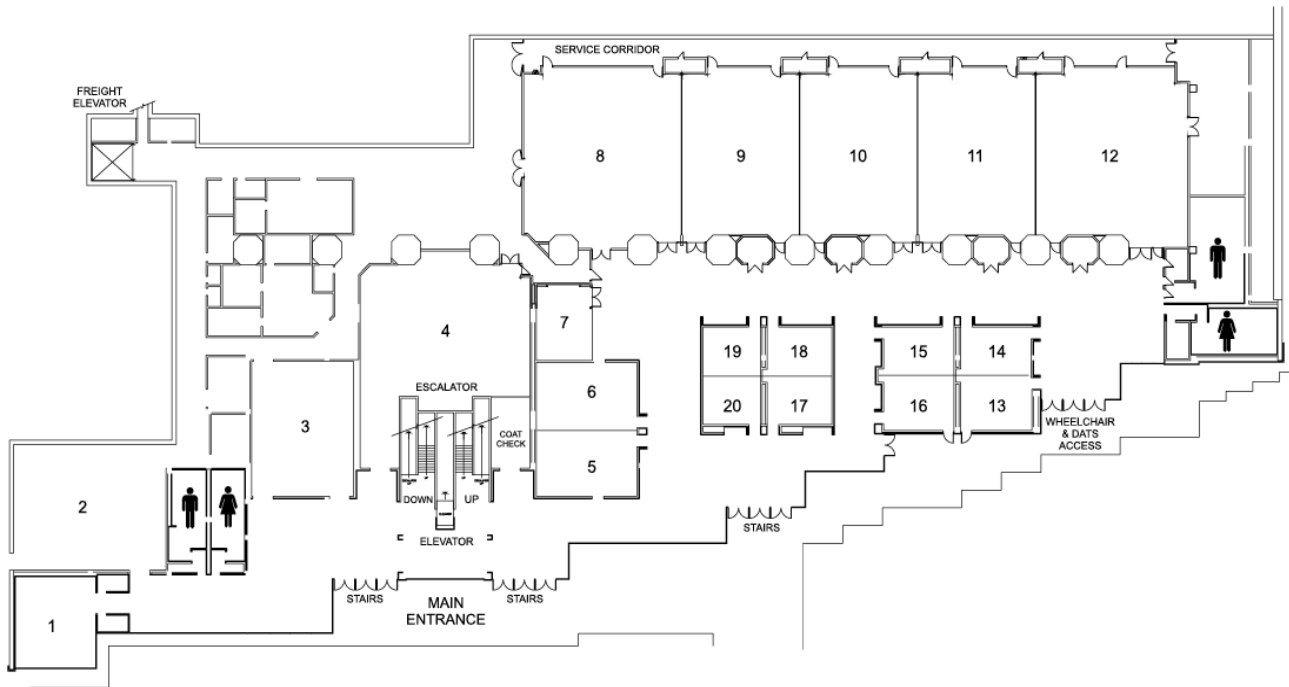 SERVICE CORRIDOR
FREIGHT
ELEVATOR
8
9
10
11
12
4
7
19
18
15
14
ESCALATOR
6
3
20
17
16
13
COAT
CHECK
WHEELCHAIR
& DATS
ACCESS
5
2
DOWN
UP
STAIRS
ELEVATOR
STAIRS
STAIRS
MAIN
ENTRANCE
1